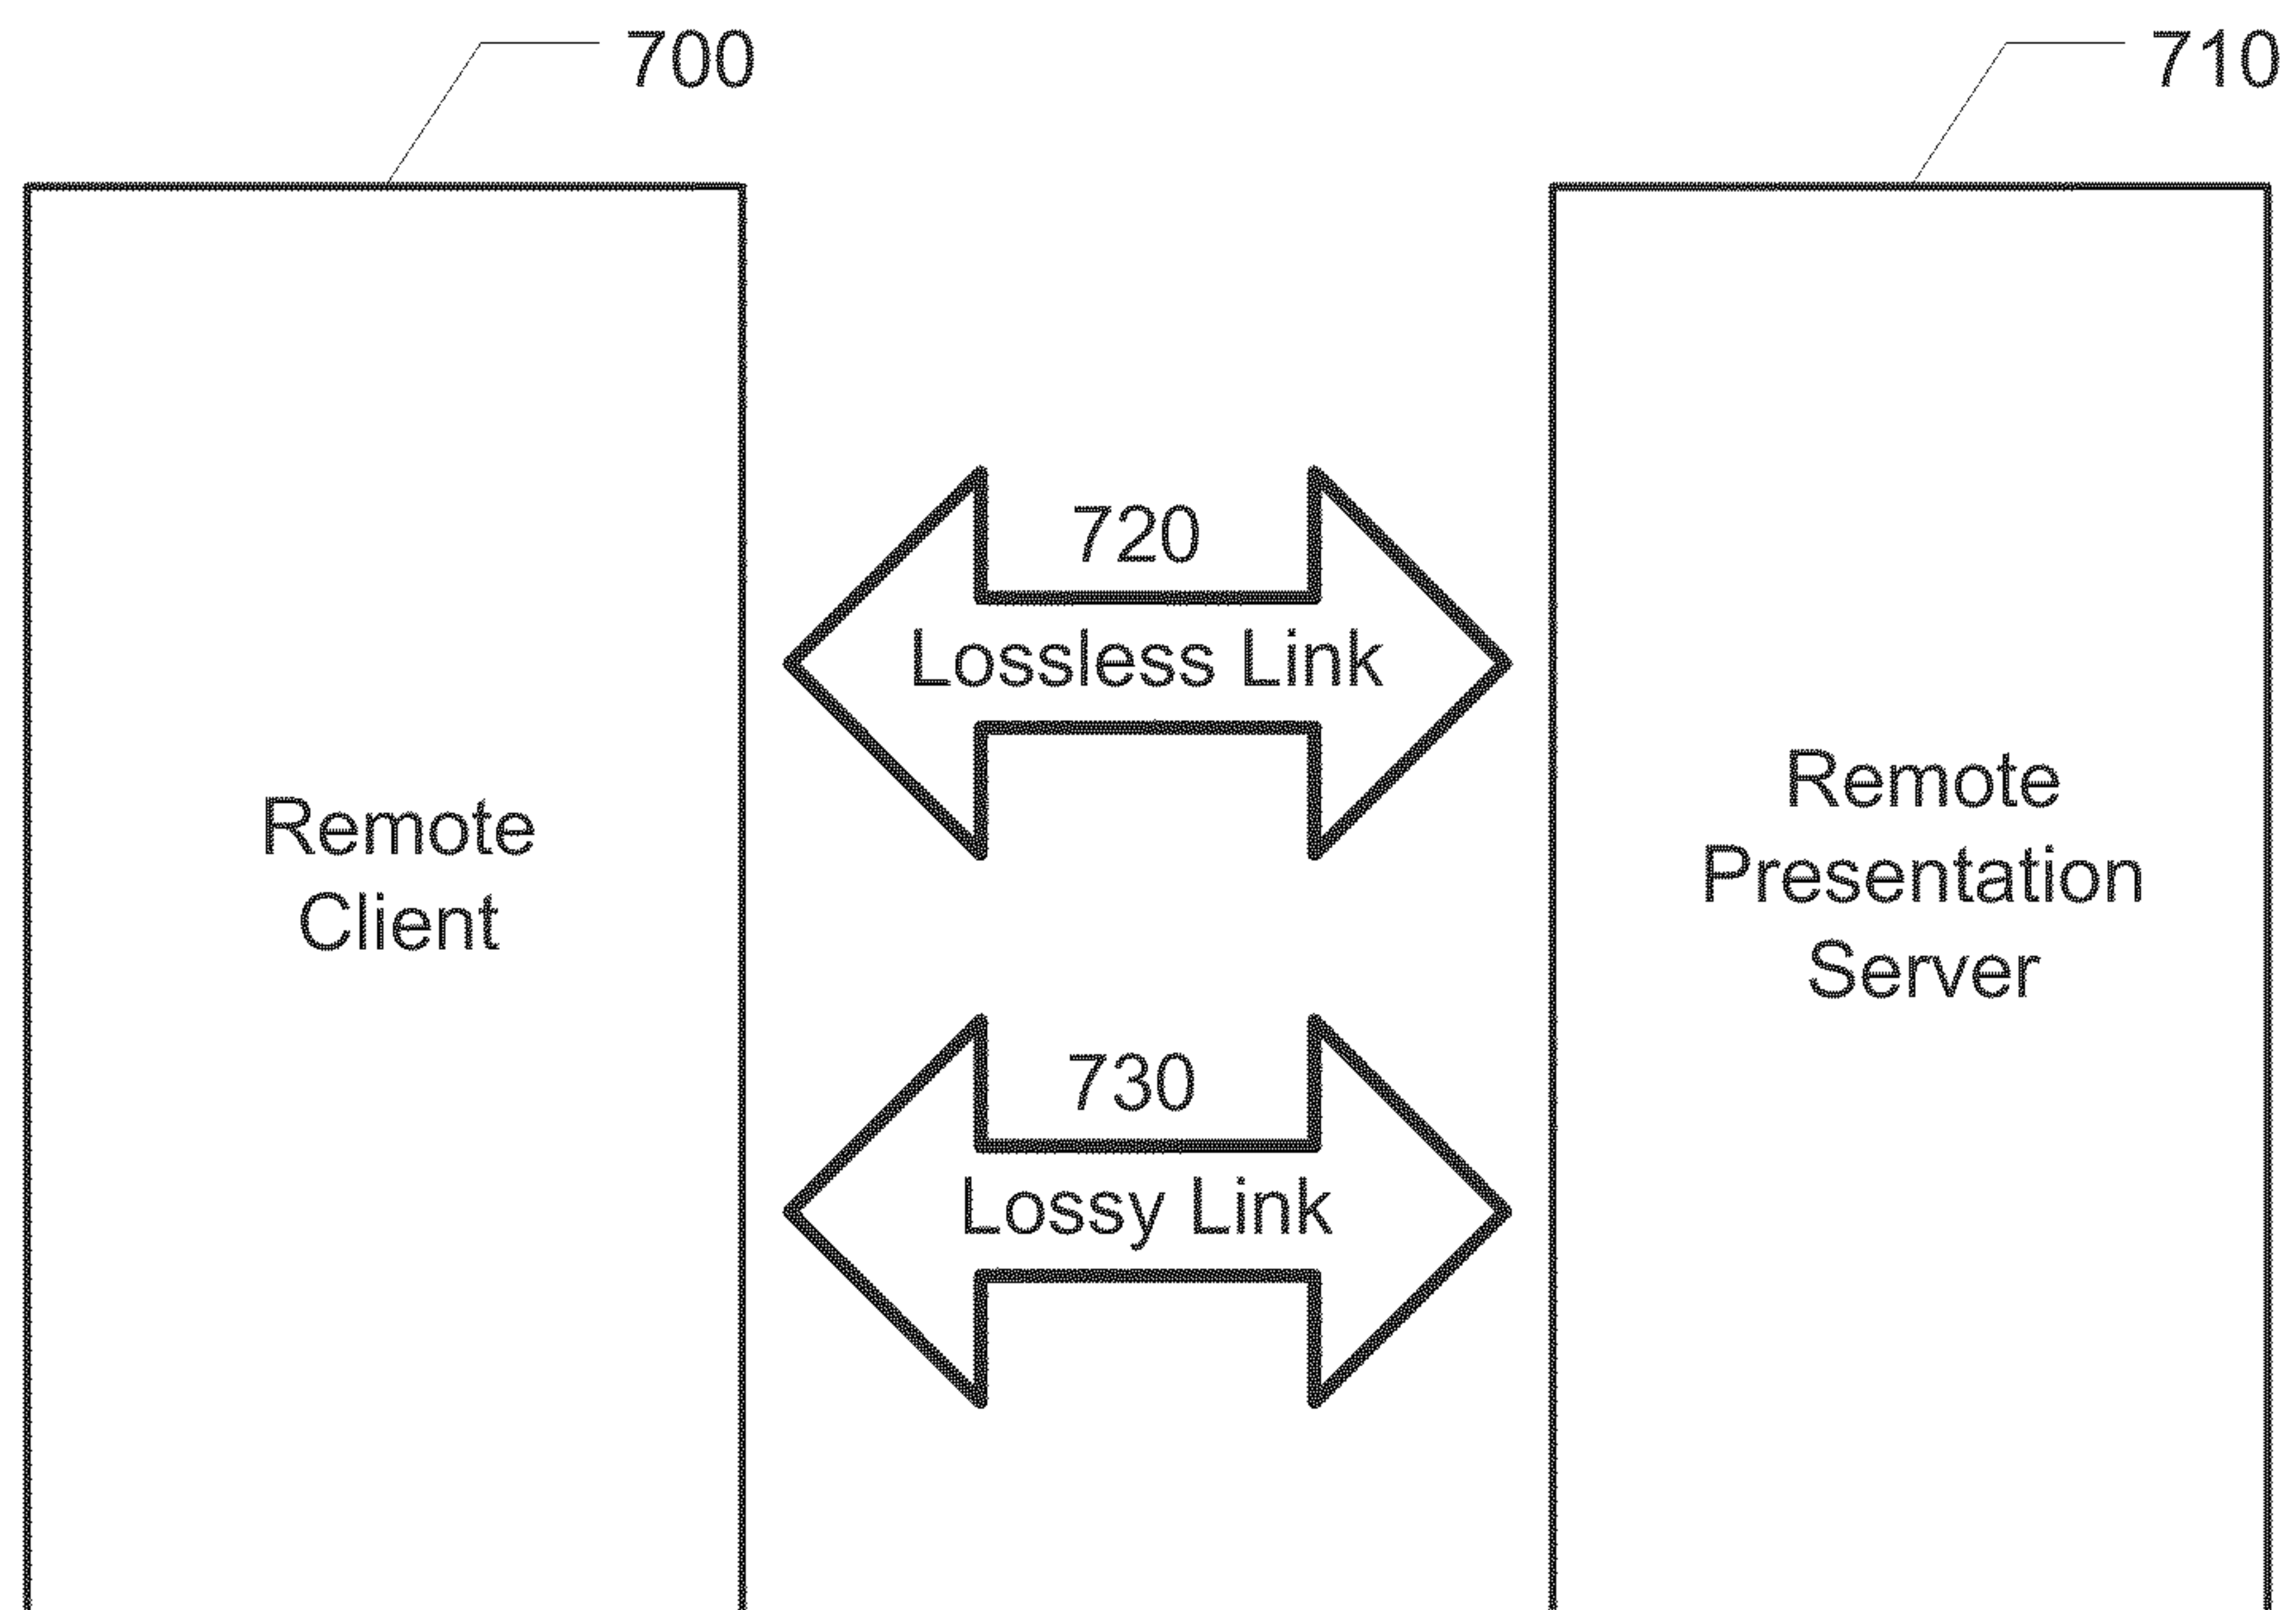 700
710
720
Lossless Link
Remote
Client
Remote
Presentation
Server
730
Lossy Link